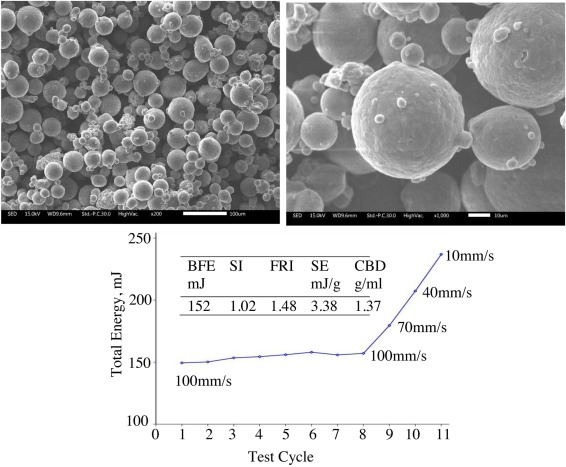 SED 15.0kV WD9.6mm Std.-P.C.30.0 HighVac. x200 100um
SED 15.0kV WD9.6mm Std.-P.C.30.0 HighVac. x1,000 10um
250
200
150
100
Total Energy, mJ
BFE SI FRI SE CBD
mJ mJ/g g/ml
152 1.02 1.48 3.38 1.37
10mm/s
40mm/s
70mm/s
100mm/s
100mm/s
0 1 2 3 4 5 6 7 8 9 10 11
Test Cycle